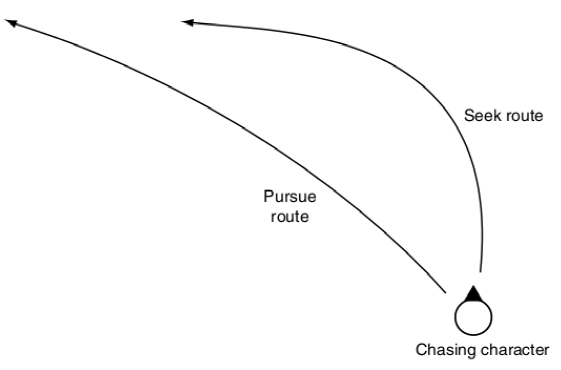 Seek route
Pursue
route
Chasing character